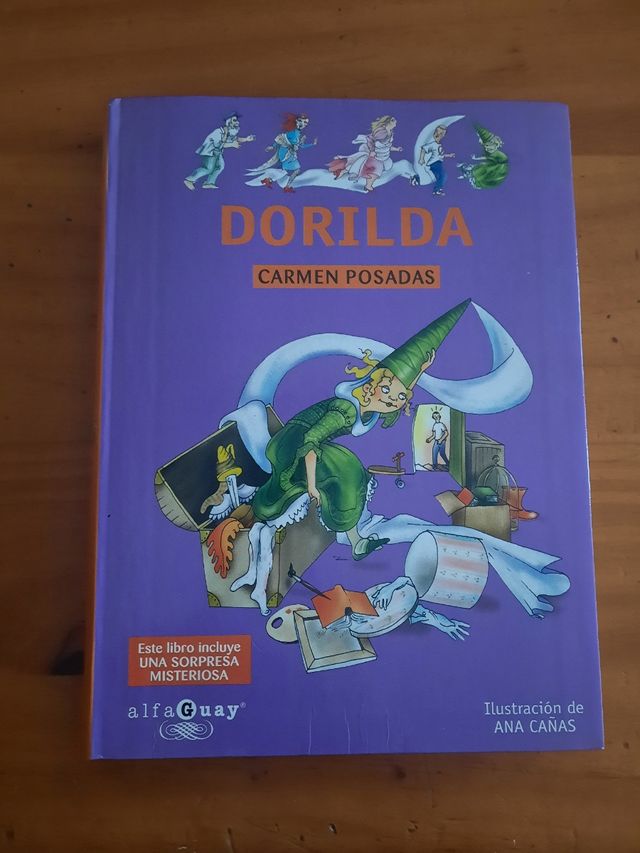 DORILDA
CARMEN POSADAS
Este libro incluye
UNA SORPRESA
MISTERIOSA
alfaGuay®
Ilustración de
ANA CAÑAS